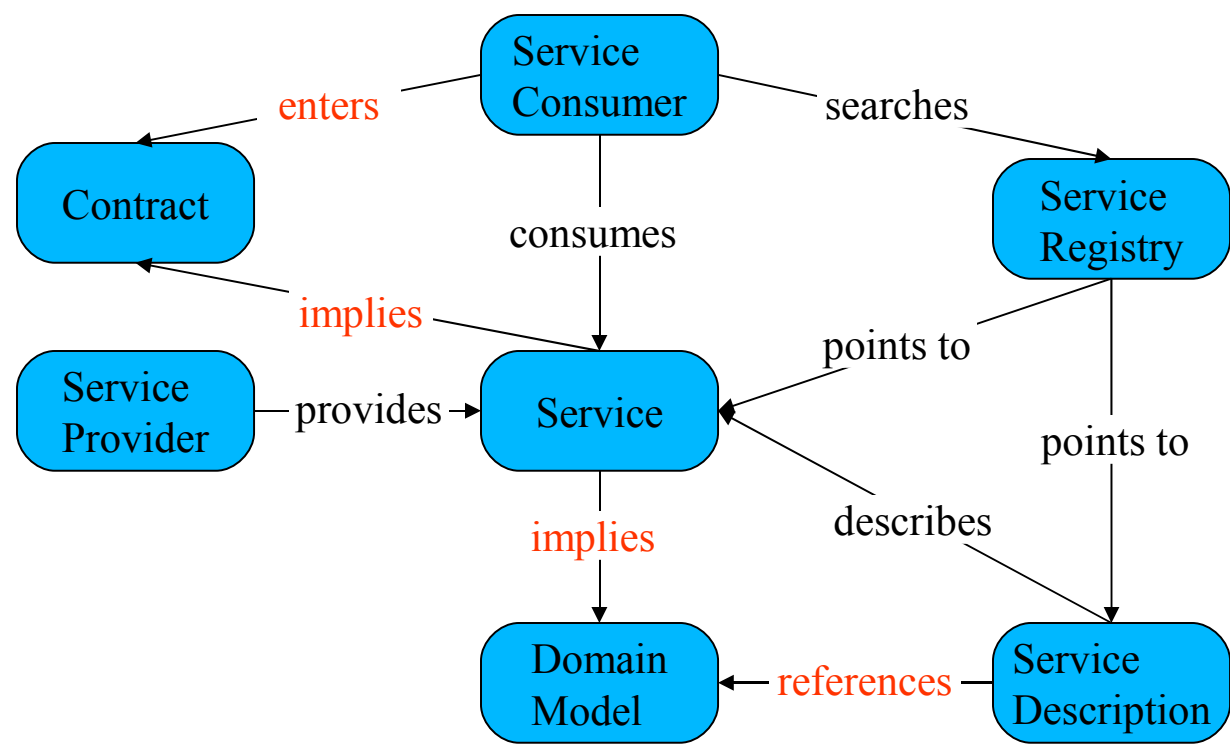 Service
Consumer
enters
searches
Contract
Service
Registry
consumes
implies
points to
Service
Provider
provides
Service
points to
describes
implies
Domain
Model
references
Service
Description